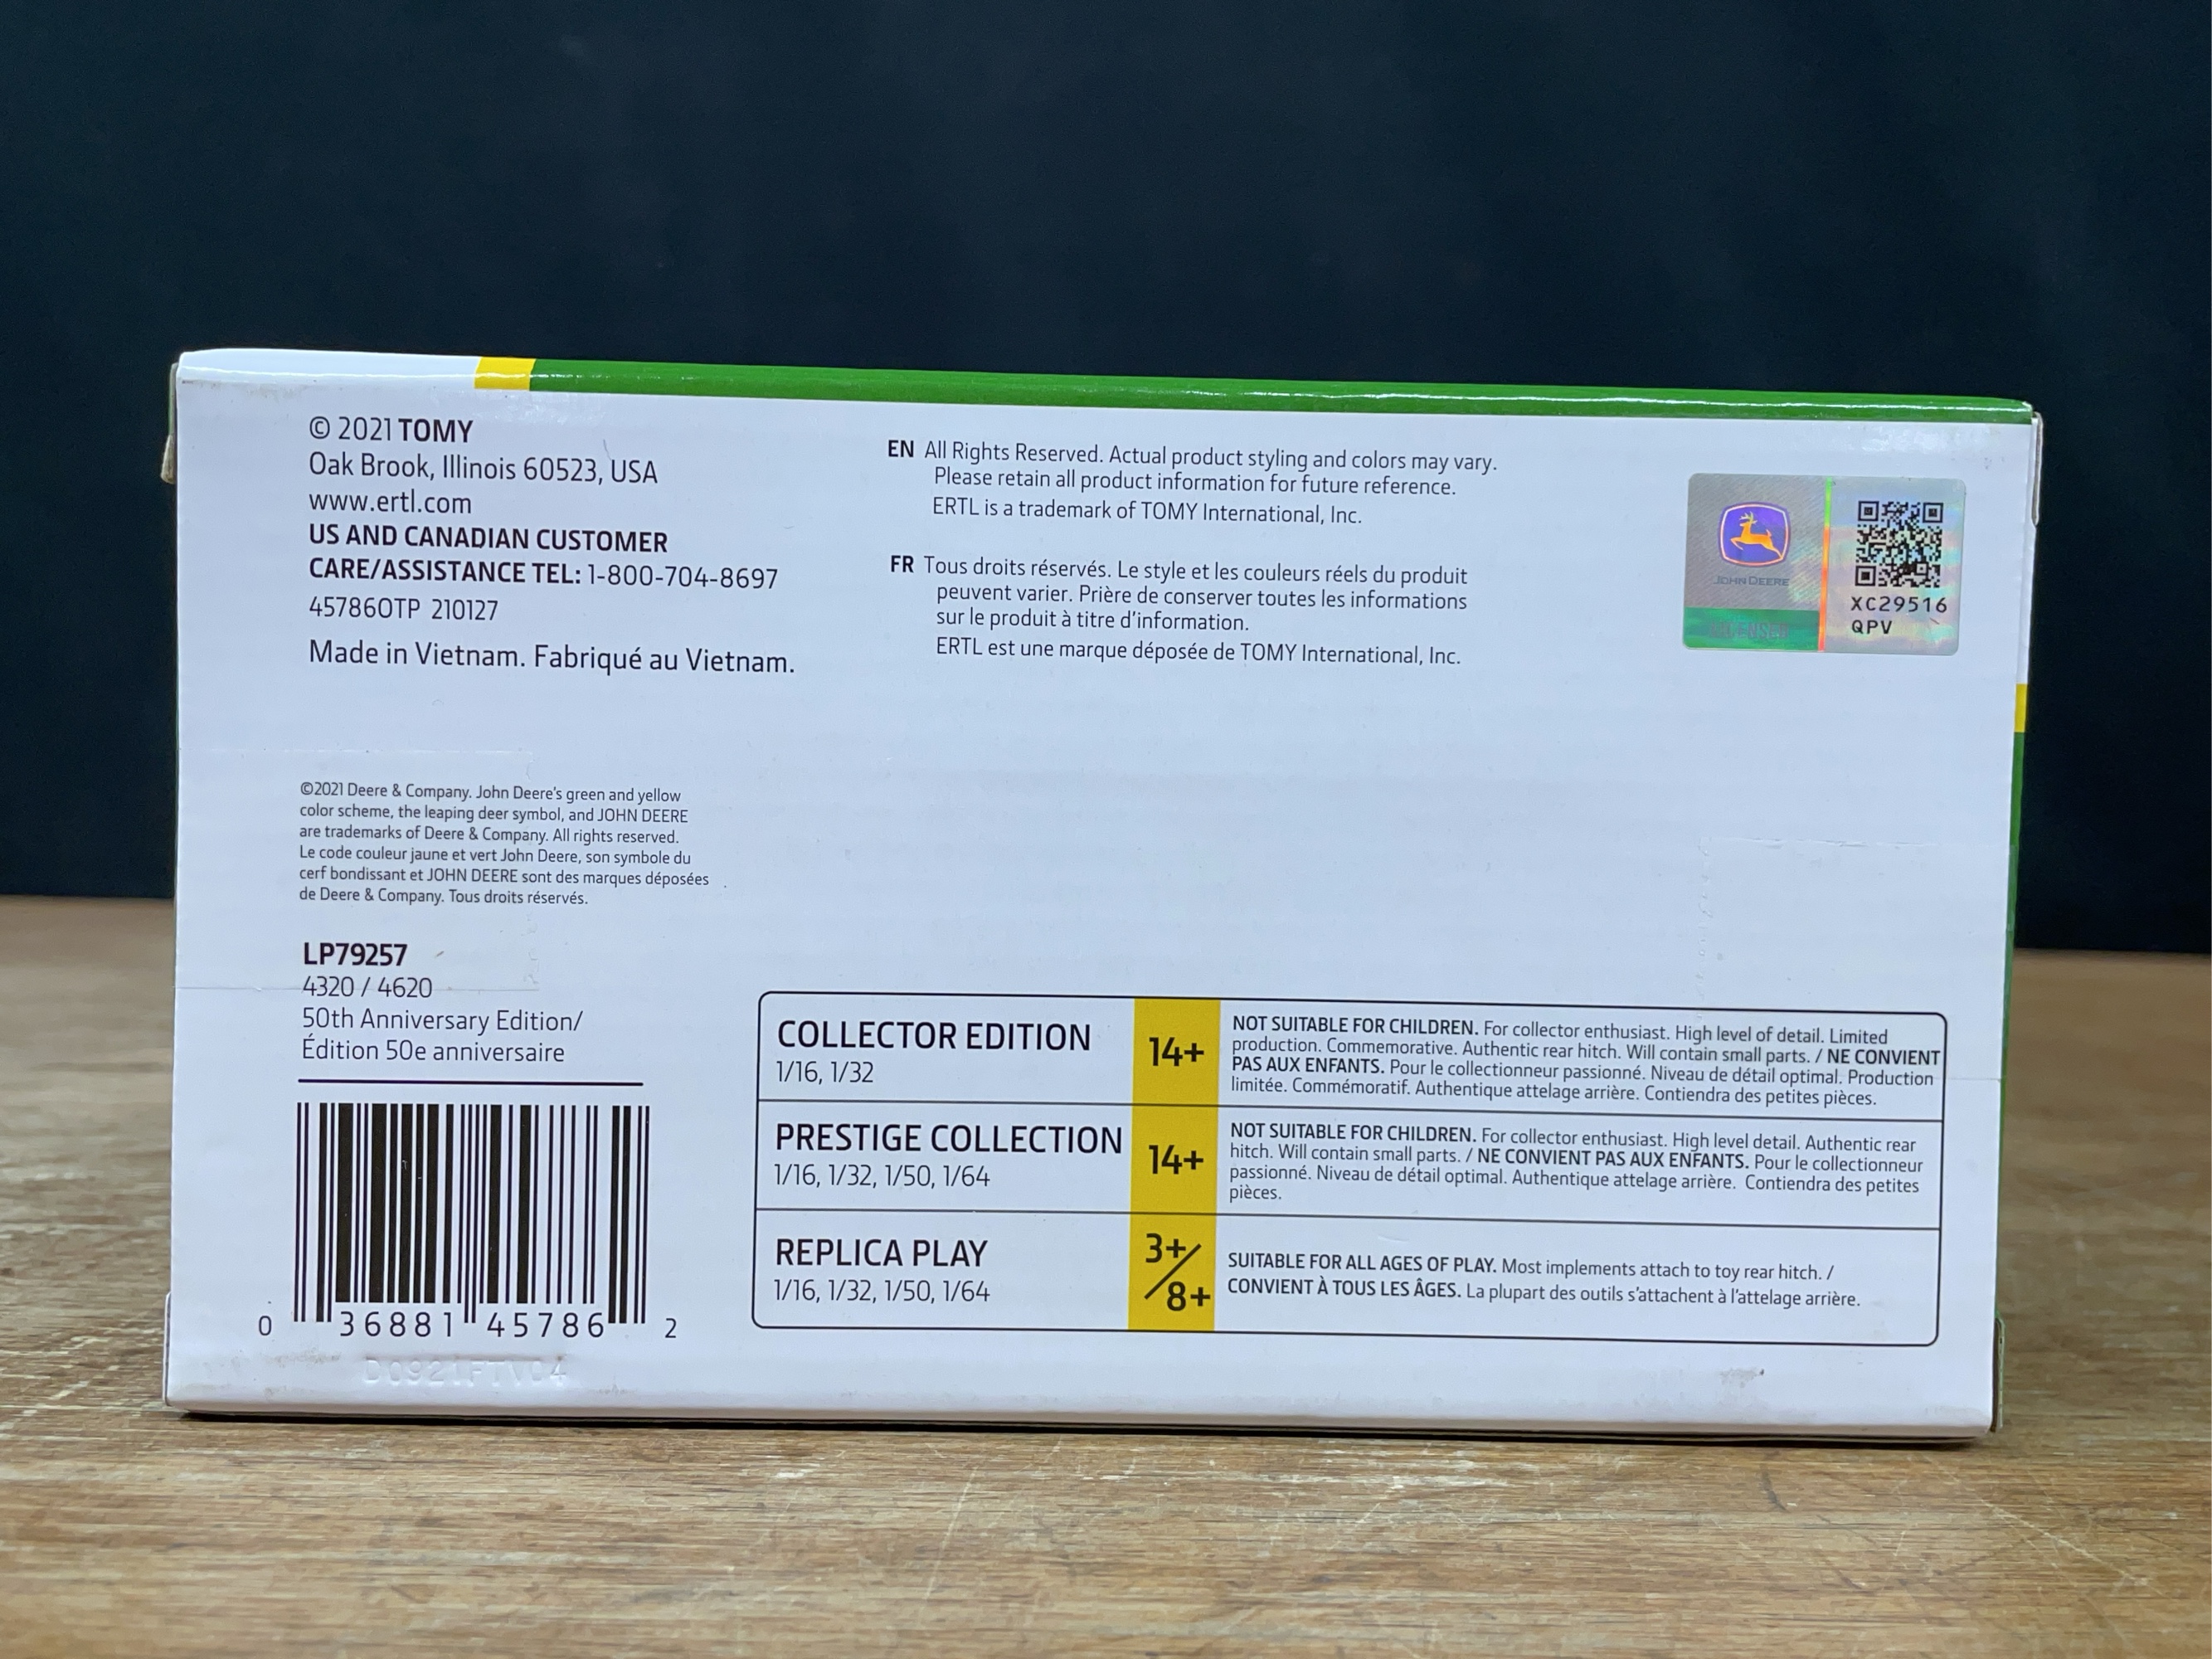 © 2021 TOMY
Oak Brook, Illinois 60523, USA
www.ertl.com
US AND CANADIAN CUSTOMER
CARE/ASSISTANCE TEL: 1-800-704-8697
45786OTP 210127
Made in Vietnam. Fabriqué au Vietnam.
EN All Rights Reserved. Actual product styling and colors may vary.
Please retain all product information for future reference.
ERTL is a trademark of TOMY International, Inc.
FR Tous droits réservés. Le style et les couleurs réels du produit
peuvent varier. Prière de conserver toutes les informations
sur le produit à titre d'information.
ERTL est une marque déposée de TOMY International, Inc.
JOHN DEERE
XC29516
QPV
©2021 Deere & Company. John Deere's green and yellow
color scheme, the leaping deer symbol, and JOHN DEERE
are trademarks of Deere & Company. All rights reserved.
Le code couleur jaune et vert John Deere, son symbole du
cerf bondissant et JOHN DEERE sont des marques déposées
de Deere & Company. Tous droits réservés.
LP79257
4320 / 4620
50th Anniversary Edition/
Édition 50e anniversaire
0 36881 45786 2
D0921FTV04
COLLECTOR EDITION
1/16, 1/32
14+
NOT SUITABLE FOR CHILDREN. For collector enthusiast. High level of detail. Limited
production. Commemorative. Authentic rear hitch. Will contain small parts. / NE CONVIENT
PAS AUX ENFANTS. Pour le collectionneur passionné. Niveau de détail optimal. Production
limitée. Commémoratif. Authentique attelage arrière. Contiendra des petites pièces.
PRESTIGE COLLECTION
1/16, 1/32, 1/50, 1/64
14+
NOT SUITABLE FOR CHILDREN. For collector enthusiast. High level detail. Authentic rear
hitch. Will contain small parts. / NE CONVIENT PAS AUX ENFANTS. Pour le collectionneur
passionné. Niveau de détail optimal. Authentique attelage arrière. Contiendra des petites
pièces.
REPLICA PLAY
1/16, 1/32, 1/50, 1/64
3+/8+
SUITABLE FOR ALL AGES OF PLAY. Most implements attach to toy rear hitch. /
CONVIENT À TOUS LES ÂGES. La plupart des outils s'attachent à l'attelage arrière.